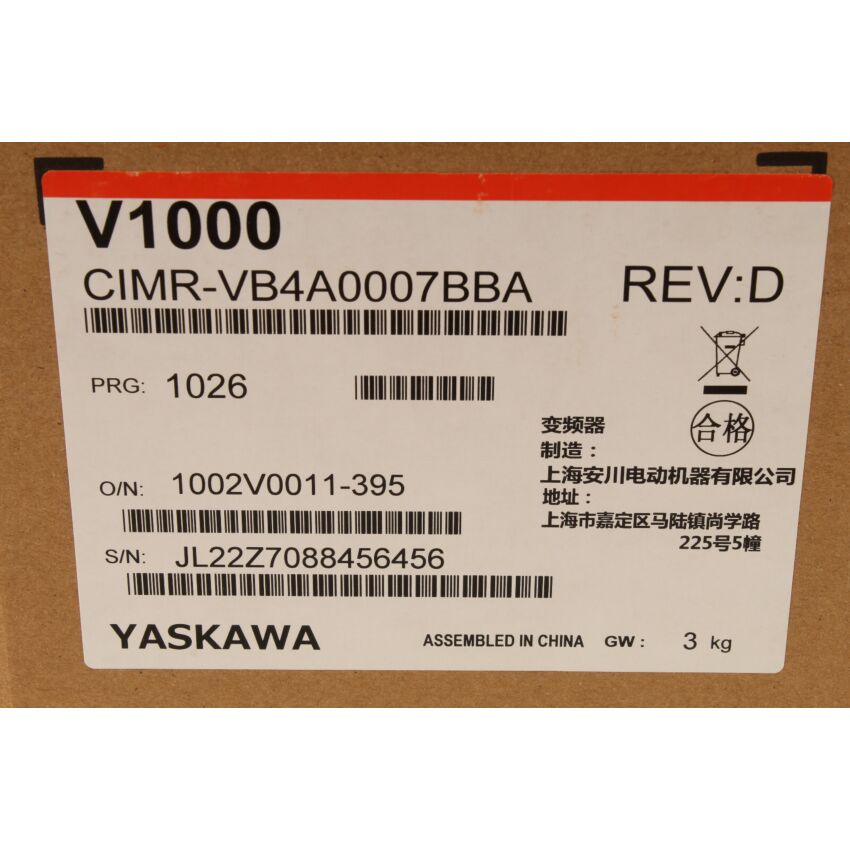 V1000
CIMR-VB4A0007BBA
REV:D
PRG: 1026
合格
变频器
制造：
上海安川电动机器有限公司
地址：
上海市嘉定区马陆镇尚学路
225号5幢
O/N: 1002V0011-395
S/N: JL22Z7088456456
YASKAWA
ASSEMBLED IN CHINA GW: 3 kg